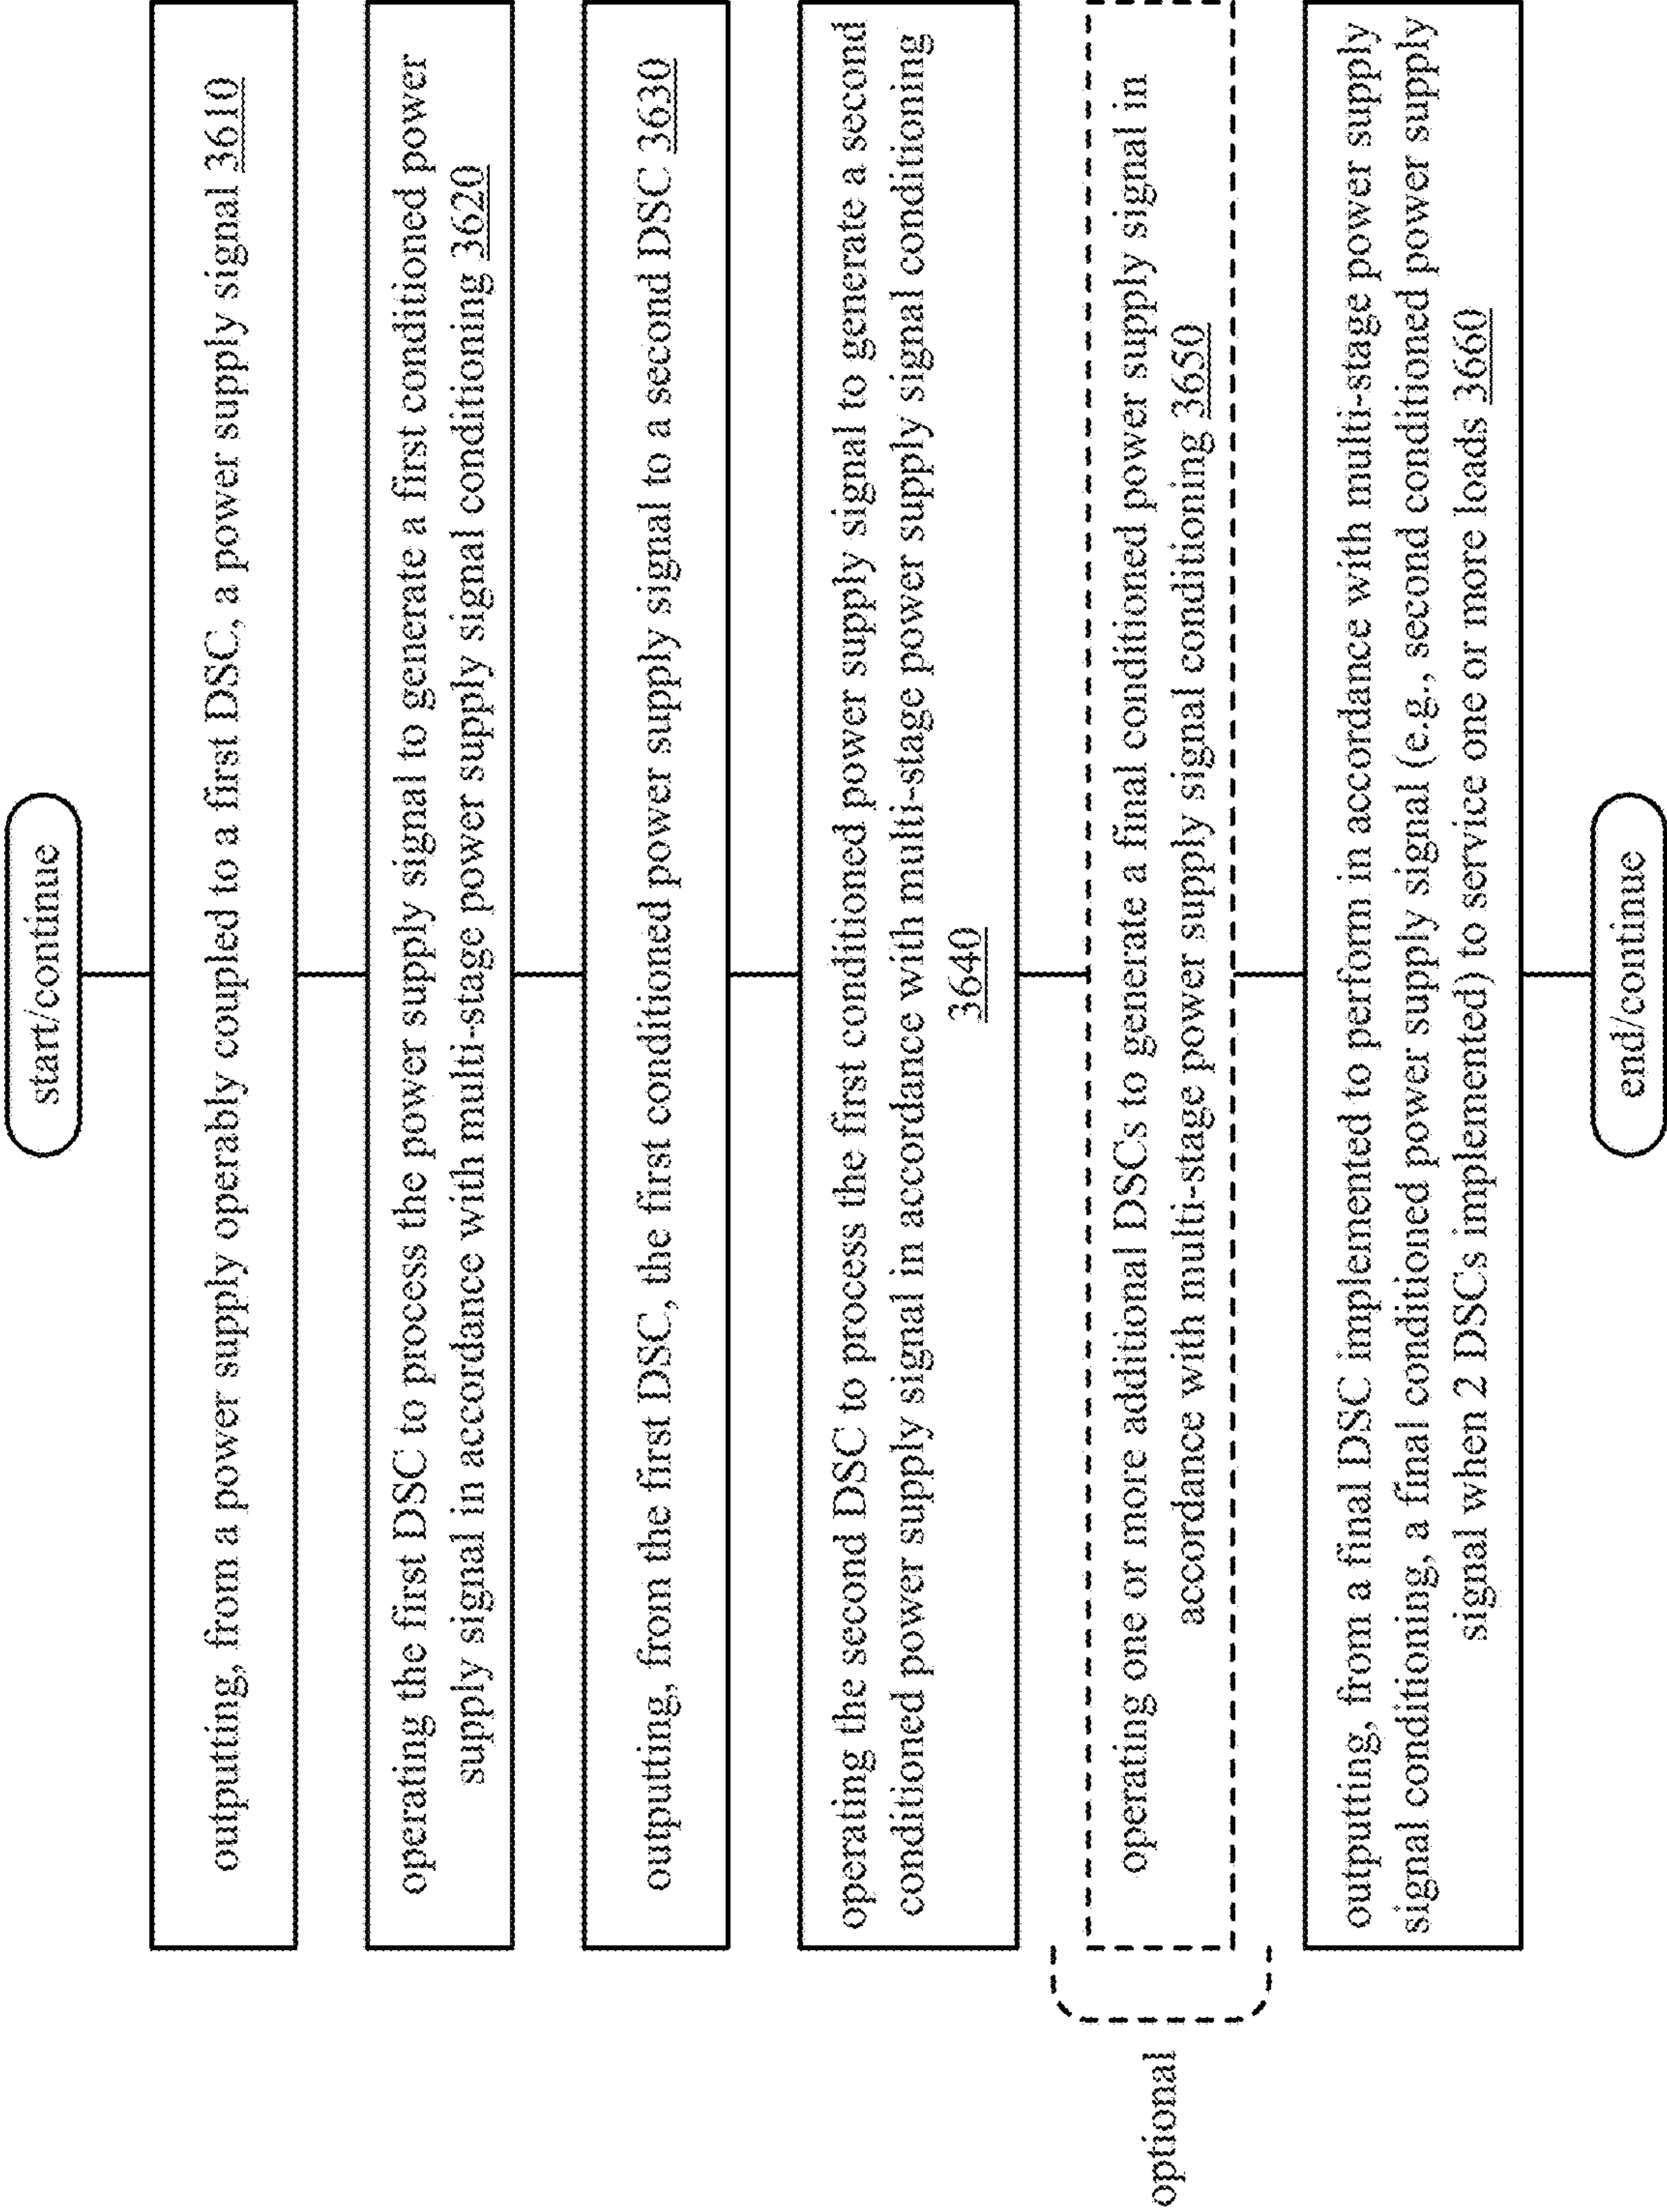 start/continue
outputing, from a power supply operably coupled to a first DSC, a power supply signal 3610
operating the first DSC to process the power supply signal to generate a first conditioned power
supply signal in accordance with multi-stage power supply signal conditioning 3620
outputting, from the first DSC, the first conditioned power supply signal to a second DSC 3630
operating the second DSC to process the first conditioned power supply signal to generate a second
conditioned power supply signal in accordance with multi-stage power supply signal conditioning
3640
optional
operating one or more additional DSCs to generate a final conditioned power supply signal in
accordance with multi-stage power supply signal conditioning 3650
outputting, from a final DSC implemented to perform in accordance with multi-stage power supply
signal conditioning, a final conditioned power supply signal (e.g., second conditioned power supply
signal when 2 DSCs implemented) to service one or more loads 3660
end/continue